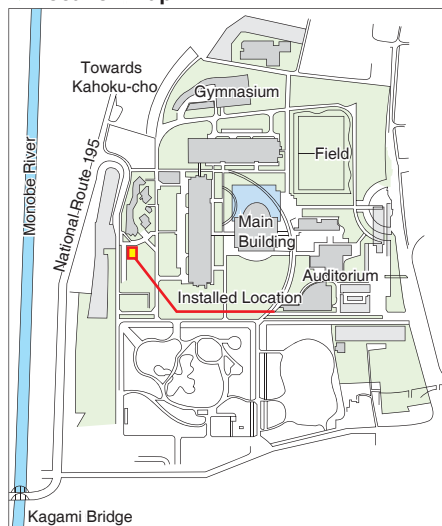 Towards
Kahoku-cho
Gymnasium
Monobe River
National Route 195
Field
Main
Building
Auditorium
Installed Location
Kagami Bridge